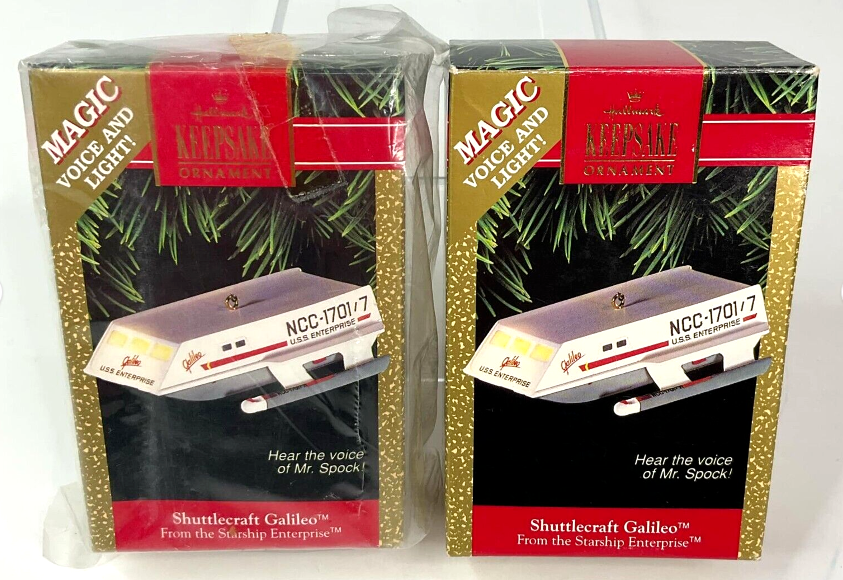 MAGIC
VOICE AND
LIGHT!
Hallmark
KEEPSAKE
ORNAMENT
NCC-1701/7
U.S.S. ENTERPRISE
Galileo
Galileo
U.S.S. ENTERPRISE
Hear the voice
of Mr. Spock!
Shuttlecraft Galileo™
From the Starship Enterprise™
MAGIC
VOICE AND
LIGHT!
Hallmark
KEEPSAKE
ORNAMENT
NCC-1701/7
U.S.S. ENTERPRISE
Galileo
Galileo
U.S.S. ENTERPRISE
Hear the voice
of Mr. Spock!
Shuttlecraft Galileo™
From the Starship Enterprise™